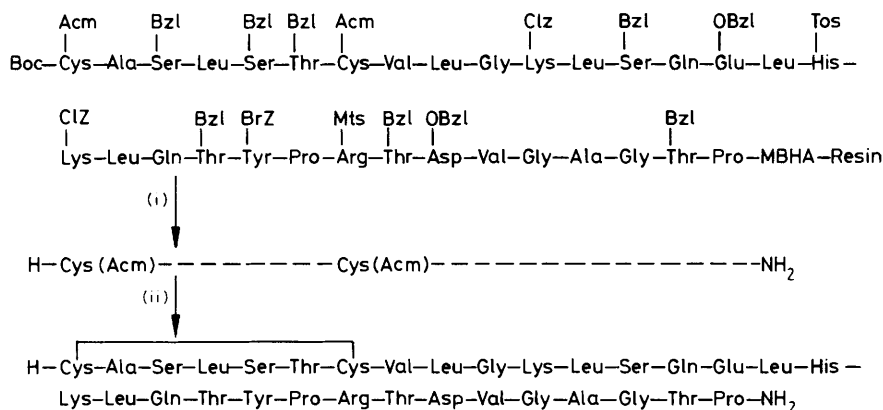 Acm Bzl Bzl Bzl Acm Clz Bzl OBzl Tos
Boc—Cys—Ala—Ser—Leu—Ser—Thr—Cys—Val—Leu—Gly—Lys—Leu—Ser—Gln—Glu—Leu—His—
ClZ Bzl BrZ Mts Bzl OBzl Bzl
Lys—Leu—Gln—Thr—Tyr—Pro—Arg—Thr—Asp—Val—Gly—Ala—Gly—Thr—Pro—MBHA—Resin
(i)
H—Cys(Acm)————————Cys(Acm)——————————————NH2
(ii)
H—Cys—Ala—Ser—Leu—Ser—Thr—Cys—Val—Leu—Gly—Lys—Leu—Ser—Gln—Glu—Leu—His—
Lys—Leu—Gln—Thr—Tyr—Pro—Arg—Thr—Asp—Val—Gly—Ala—Gly—Thr—Pro—NH2